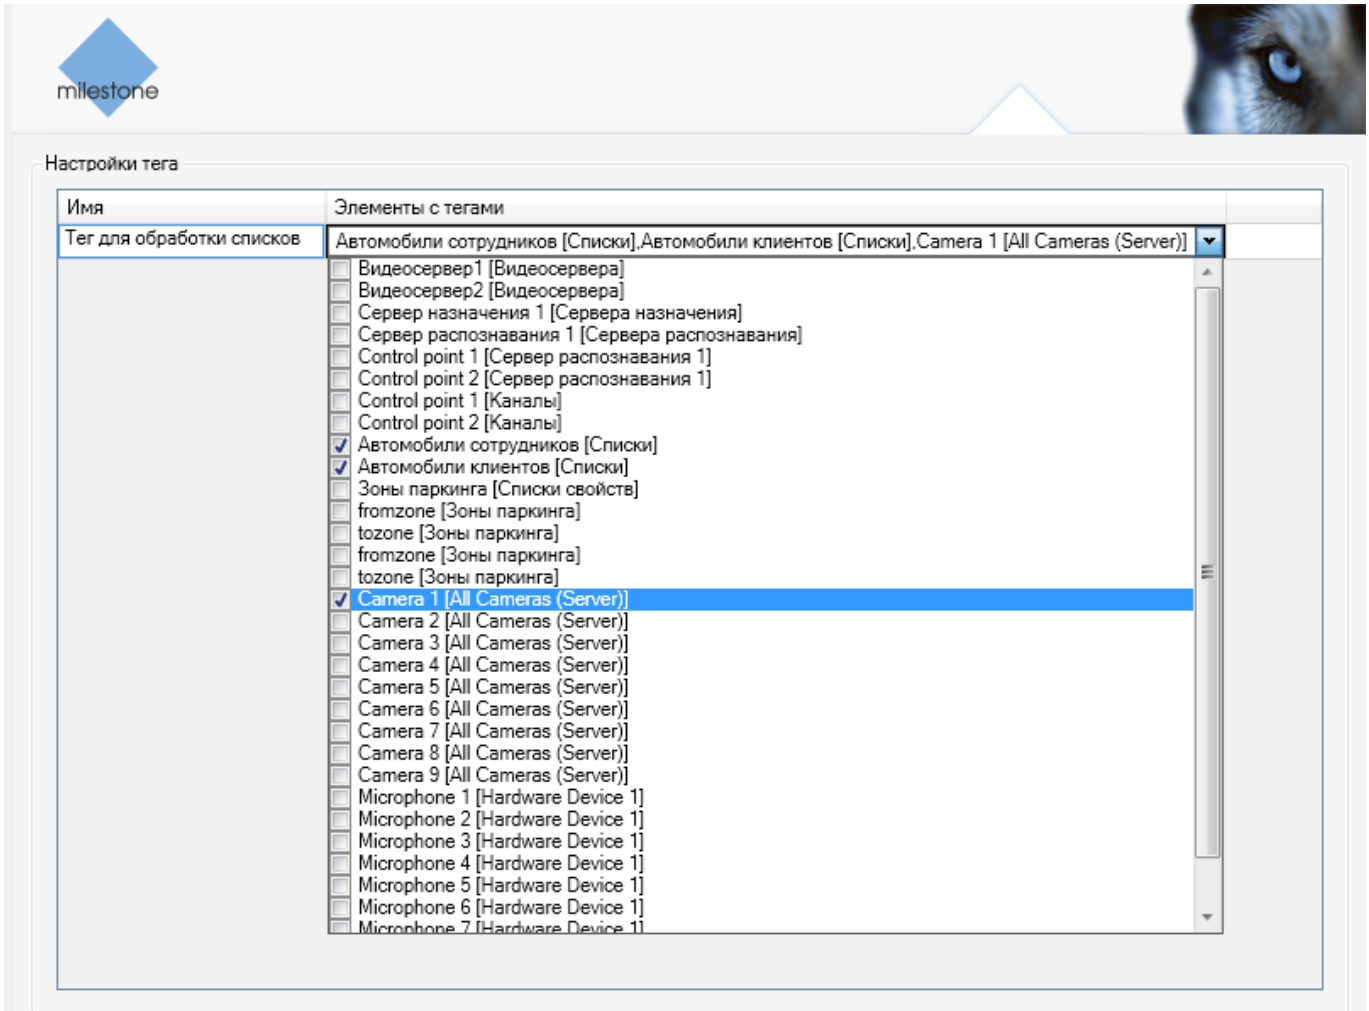 milestone
Настройки тега
Имя Элементы с тегами
Тег для обработки списков Автомобили сотрудников [Списки],Автомобили клиентов [Списки],Camera 1 [All Cameras (Server)]
Видеосервер1 [Видеосервера]
Видеосервер2 [Видеосервера]
Сервер назначения 1 [Сервера назначения]
Сервер распознавания 1 [Сервера распознавания]
Control point 1 [Сервер распознавания 1]
Control point 2 [Сервер распознавания 1]
Control point 1 [Каналы]
Control point 2 [Каналы]
Автомобили сотрудников [Списки]
Автомобили клиентов [Списки]
Зоны паркинга [Списки свойств]
fromzone [Зоны паркинга]
tozone [Зоны паркинга]
fromzone [Зоны паркинга]
tozone [Зоны паркинга]
Camera 1 [All Cameras (Server)]
Camera 2 [All Cameras (Server)]
Camera 3 [All Cameras (Server)]
Camera 4 [All Cameras (Server)]
Camera 5 [All Cameras (Server)]
Camera 6 [All Cameras (Server)]
Camera 7 [All Cameras (Server)]
Camera 8 [All Cameras (Server)]
Camera 9 [All Cameras (Server)]
Microphone 1 [Hardware Device 1]
Microphone 2 [Hardware Device 1]
Microphone 3 [Hardware Device 1]
Microphone 4 [Hardware Device 1]
Microphone 5 [Hardware Device 1]
Microphone 6 [Hardware Device 1]
Microphone 7 [Hardware Device 1]